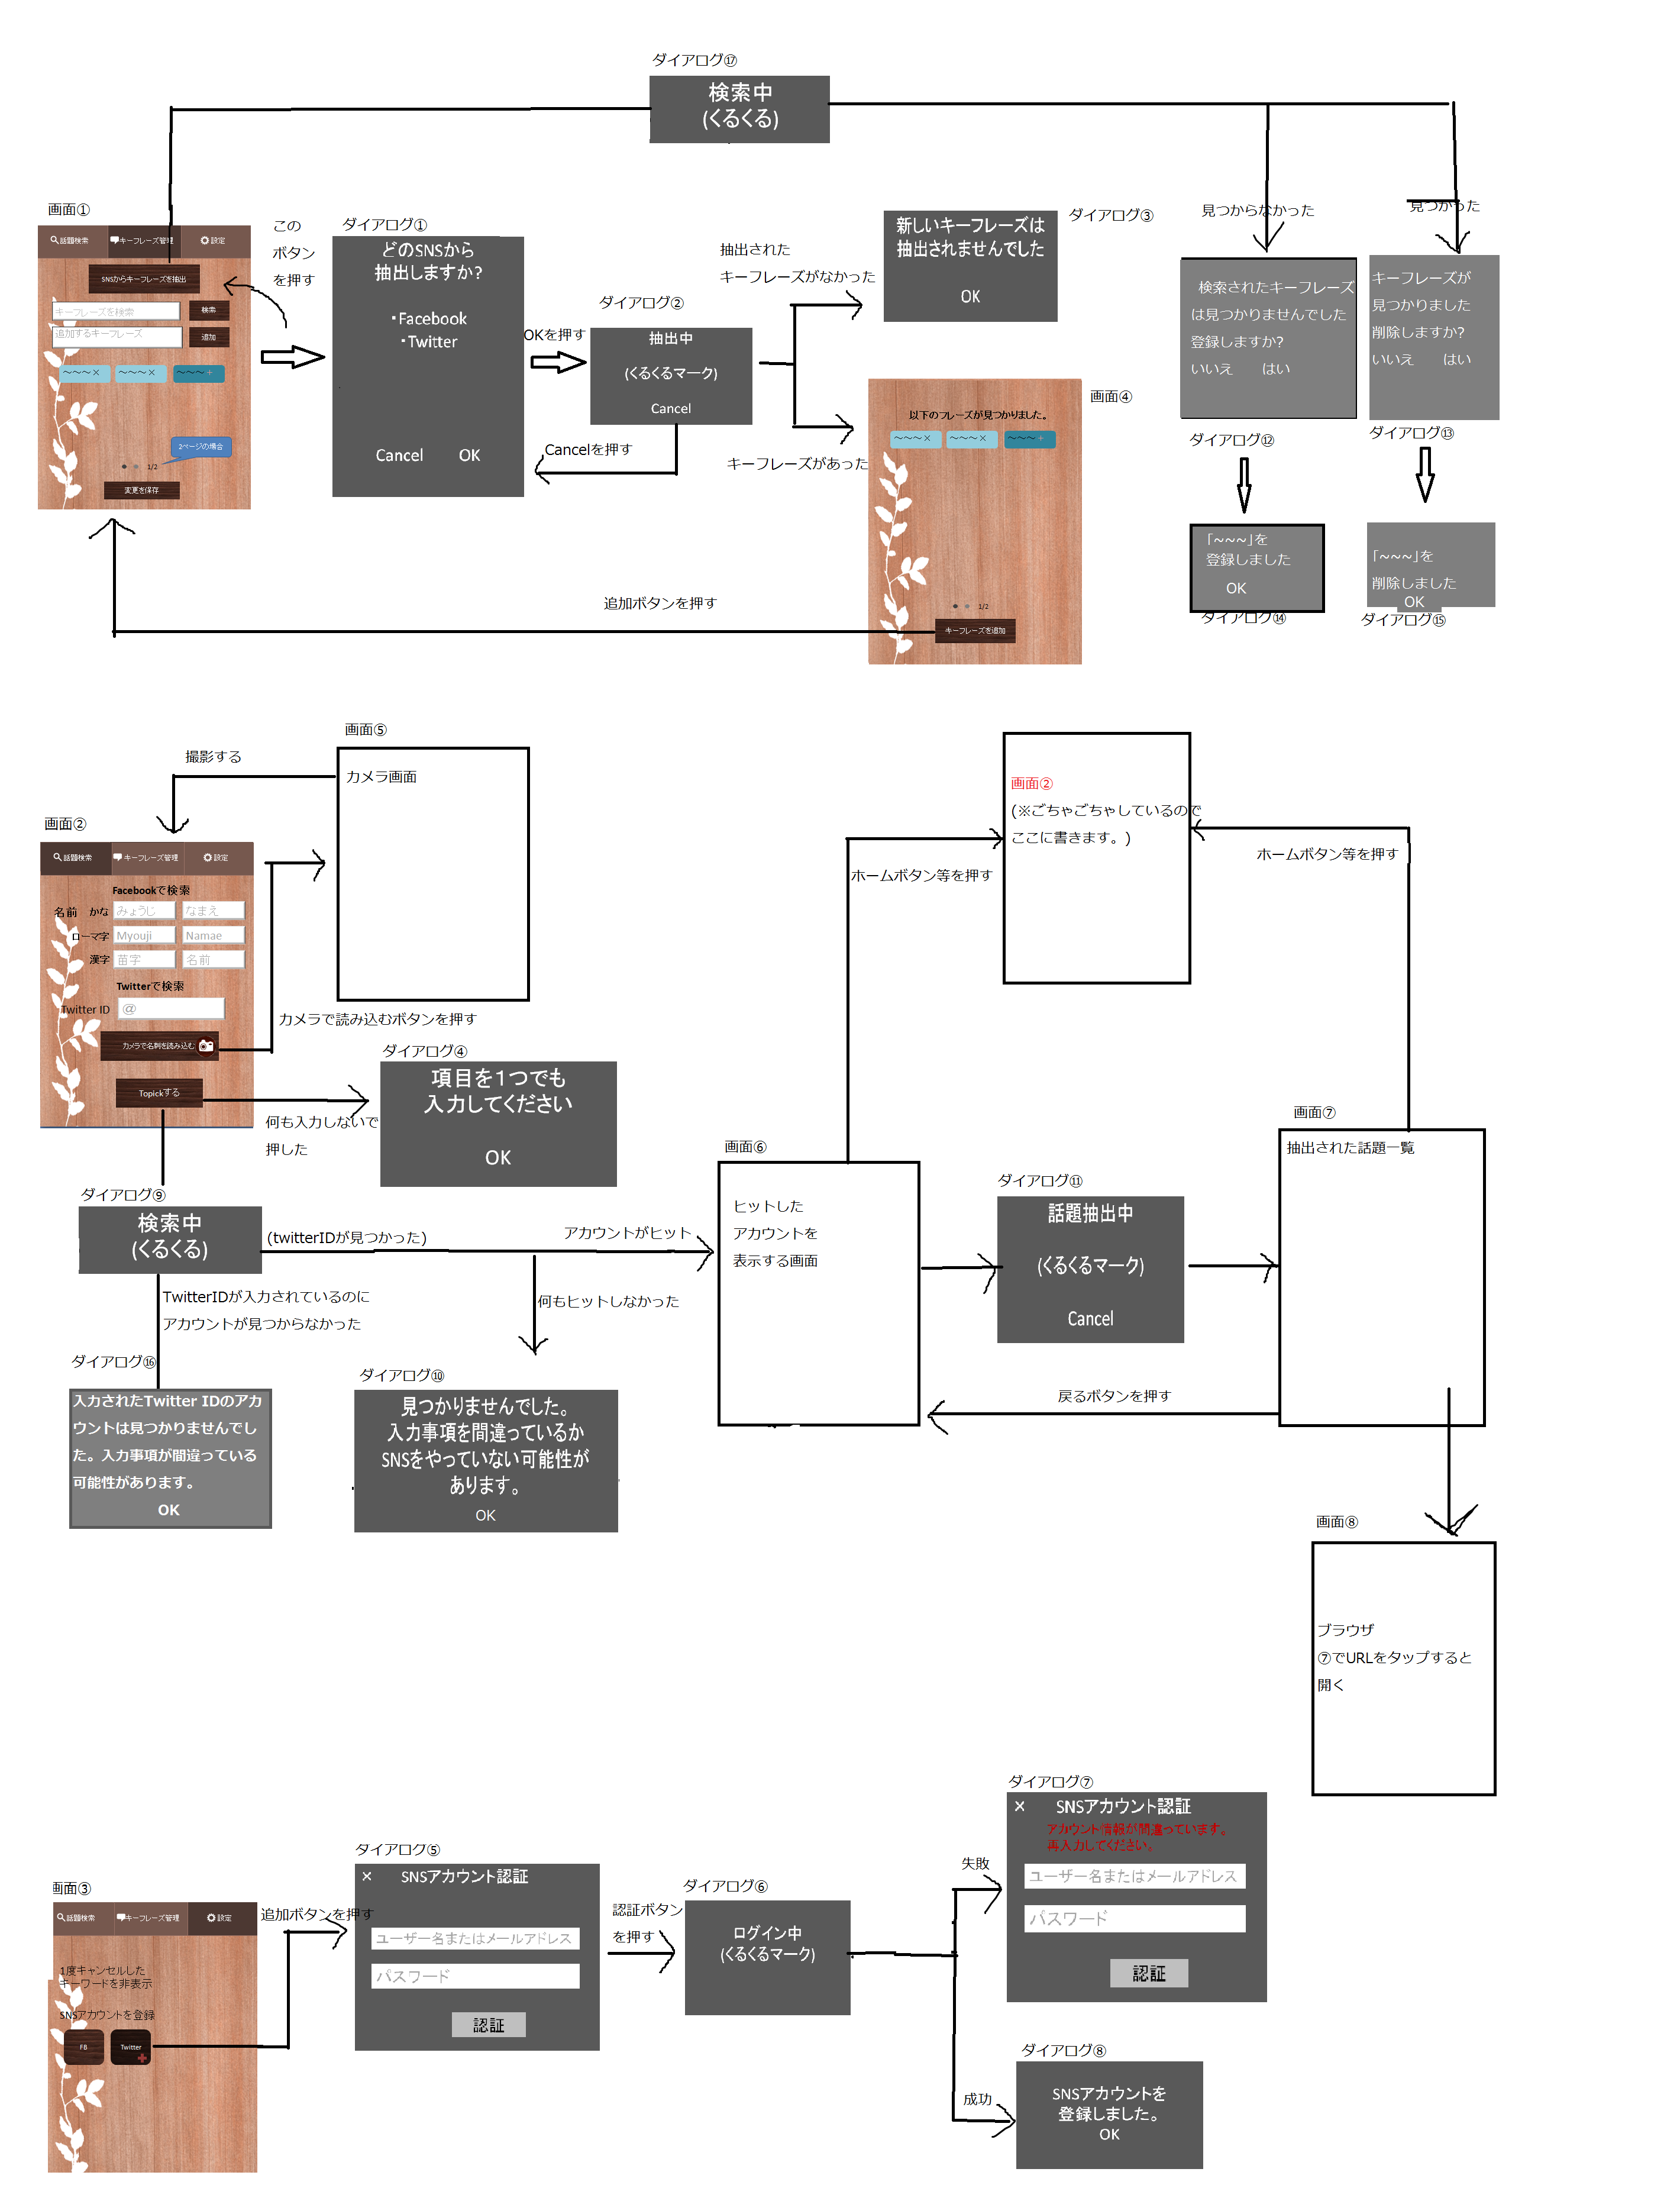 ダイアログ⑰
検索中
(くるくる)
画面①
話題検索
キーフレーズ管理
設定
SNSからキーフレーズを抽出
キーフレーズを検索
検索
追加するキーフレーズ
追加
～～～×
～～～×
～～～+
2ページの場合
1/2
変更を保存
この
ボタン
を押す
ダイアログ①
どのSNSから
抽出しますか?
・Facebook
・Twitter
Cancel OK
OKを押す
ダイアログ②
抽出中
(くるくるマーク)
Cancel
Cancelを押す
抽出された
キーフレーズがなかった
キーフレーズがあった
ダイアログ③
新しいキーフレーズは
抽出されませんでした
OK
画面④
以下のフレーズが見つかりました。
～～～×
～～～×
～～～+
1/2
キーフレーズを追加
追加ボタンを押す
見つからなかった
見つかった
検索されたキーフレーズ
は見つかりませんでした
登録しますか?
いいえ はい
ダイアログ⑫
キーフレーズが
見つかりました
削除しますか?
いいえ はい
ダイアログ⑬
「~~~」を
登録しました
OK
ダイアログ⑭
「~~~」を
削除しました
OK
ダイアログ⑮
画面⑤
カメラ画面
撮影する
画面②
話題検索
キーフレーズ管理
設定
Facebookで検索
名前 かな みょうじ なまえ
ローマ字 Myouji Namae
漢字 苗字 名前
Twitterで検索
Twitter ID @
カメラで名刺を読み込む
Topickする
カメラで読み込むボタンを押す
ダイアログ④
項目を１つでも
入力してください
OK
何も入力しないで
押した
ダイアログ⑨
検索中
(くるくる)
(twitterIDが見つかった)
アカウントがヒット
何もヒットしなかった
TwitterIDが入力されているのに
アカウントが見つからなかった
ダイアログ⑯
入力されたTwitter IDのアカ
ウントは見つかりませんでし
た。入力事項が間違っている
可能性があります。
OK
ダイアログ⑩
見つかりませんでした。
入力事項を間違っているか
SNSをやっていない可能性が
あります。
OK
画面②
(※ごちゃごちゃしているので
ここに書きます。)
ホームボタン等を押す
ホームボタン等を押す
画面⑥
ヒットした
アカウントを
表示する画面
ダイアログ⑪
話題抽出中
(くるくるマーク)
Cancel
画面⑦
抽出された話題一覧
戻るボタンを押す
画面⑧
ブラウザ
⑦でURLをタップすると
開く
画面③
話題検索
キーフレーズ管理
設定
1度キャンセルした
キーワードを非表示
SNSアカウントを登録
FB
Twitter
追加ボタンを押す
ダイアログ⑤
× SNSアカウント認証
ユーザー名またはメールアドレス
パスワード
認証
認証ボタン
を押す
ダイアログ⑥
ログイン中
(くるくるマーク)
失敗
成功
ダイアログ⑦
× SNSアカウント認証
アカウント情報が間違っています。
再入力してください。
ユーザー名またはメールアドレス
パスワード
認証
ダイアログ⑧
SNSアカウントを
登録しました。
OK